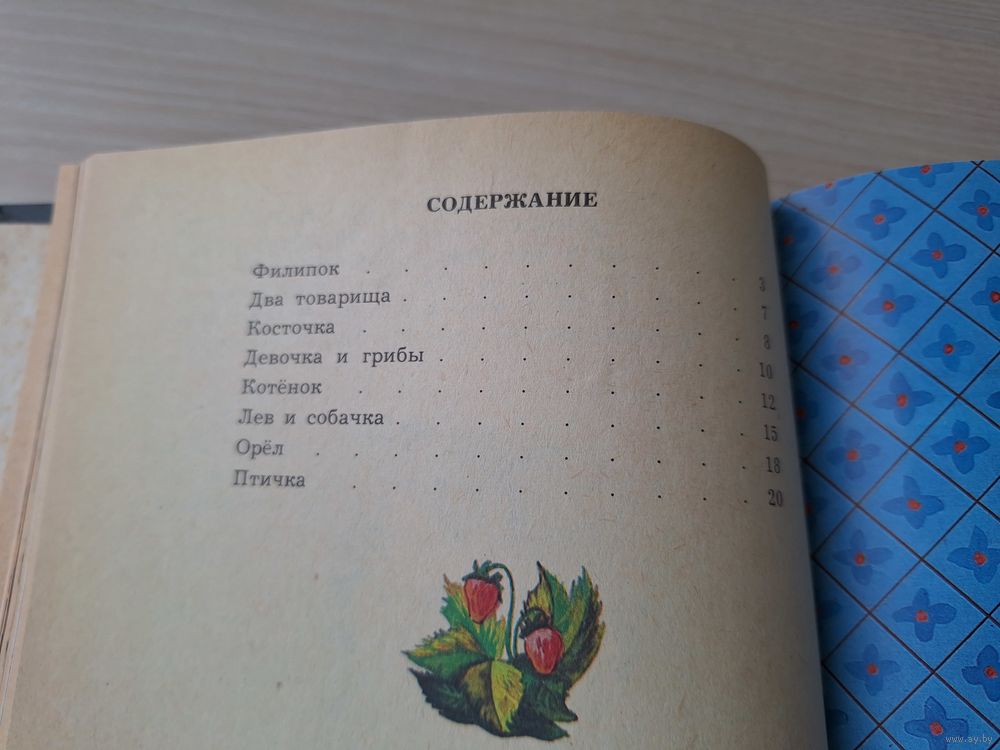 СОДЕРЖАНИЕ
Филипок . . . . . . . . . . 3
Два товарища . . . . . . . . . 7
Косточка . . . . . . . . . . 8
Девочка и грибы . . . . . . . . 10
Котёнок . . . . . . . . . . 12
Лев и собачка . . . . . . . . . 15
Орёл . . . . . . . . . . . 18
Птичка . . . . . . . . . . 20
www.ay.by